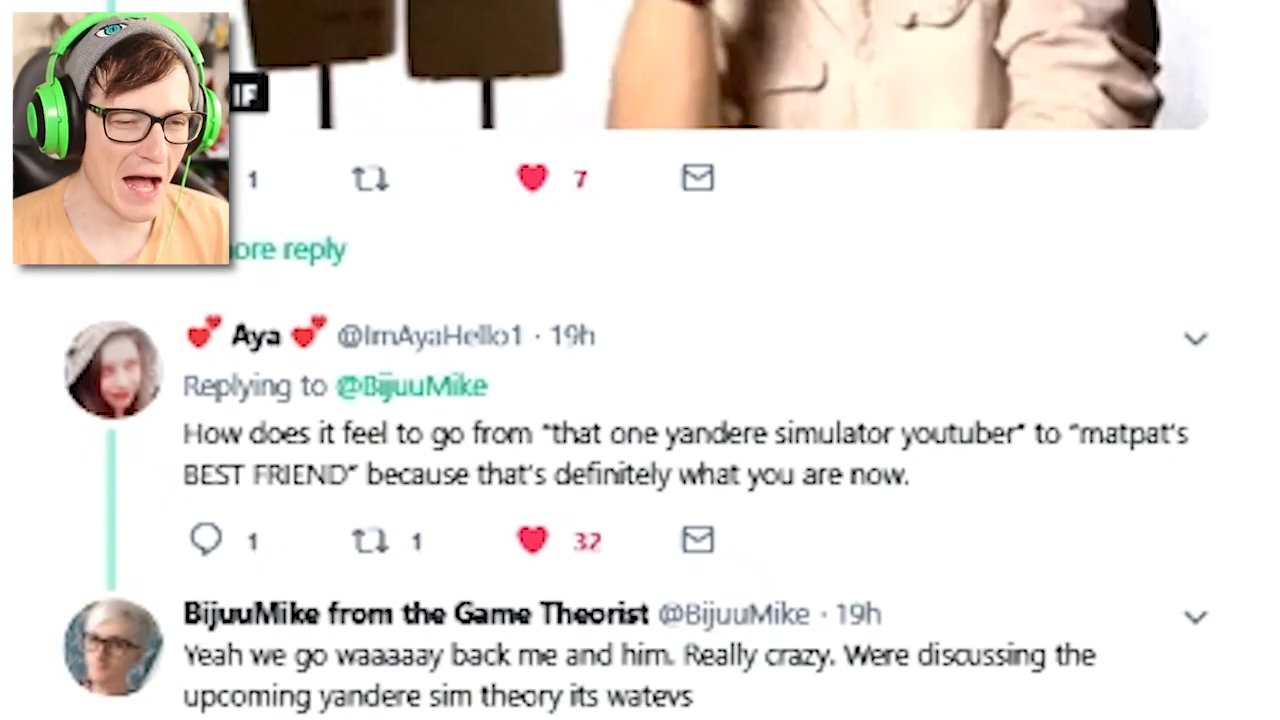 IF
1 7
ore reply
Aya @ImAyaHello1 · 19h
Replying to @BijuuMike
How does it feel to go from "that one yandere simulator youtuber" to "matpat's
BEST FRIEND" because that's definitely what you are now.
1 1 32
BijuuMike from the Game Theorist @BijuuMike · 19h
Yeah we go waaaaay back me and him. Really crazy. Were discussing the
upcoming yandere sim theory its watevs